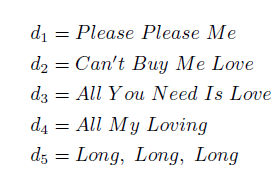 d₁ = Please Please Me
d₂ = Can't Buy Me Love
d₃ = All You Need Is Love
d₄ = All My Loving
d₅ = Long, Long, Long